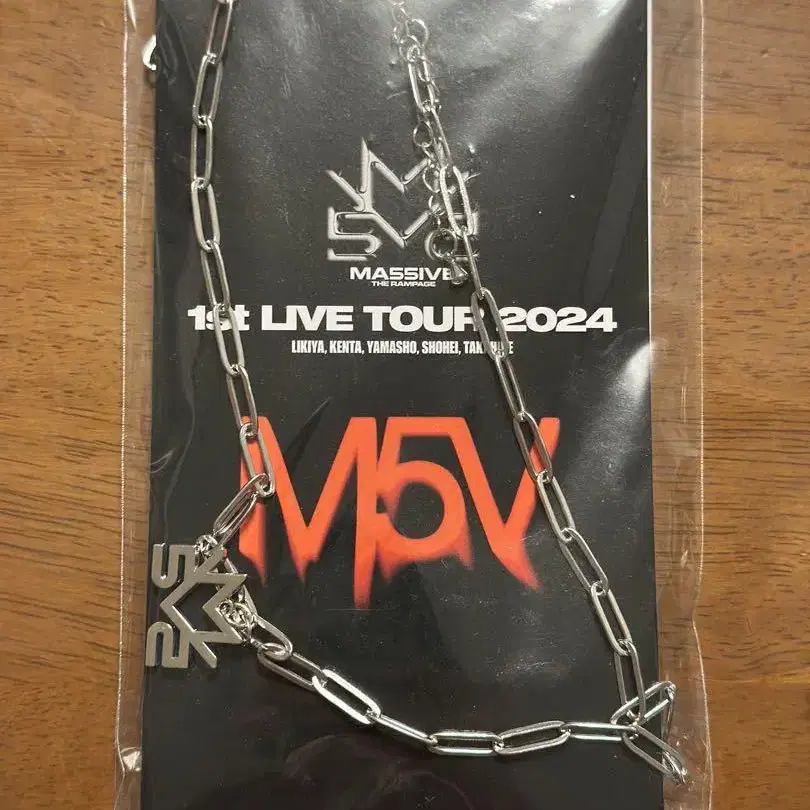 MA55IVE
THE RAMPAGE
1st LIVE TOUR 2024
LIKIYA, KENTA, YAMASHO, SHOHEI,
M5V